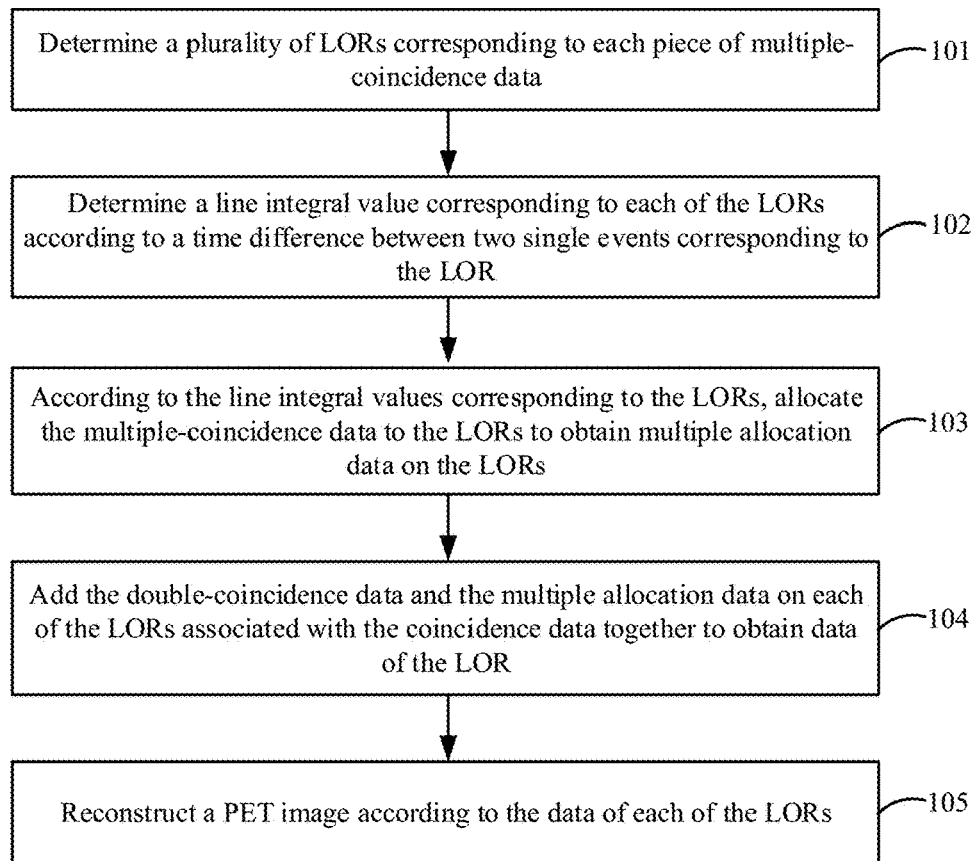 Determine a plurality of LORs corresponding to each piece of multiple-
coincidence data
101
Determine a line integral value corresponding to each of the LORs
according to a time difference between two single events corresponding to
the LOR
102
According to the line integral values corresponding to the LORs, allocate
the multiple-coincidence data to the LORs to obtain multiple allocation
data on the LORs
103
Add the double-coincidence data and the multiple allocation data on each
of the LORs associated with the coincidence data together to obtain data
of the LOR
104
Reconstruct a PET image according to the data of each of the LORs
105